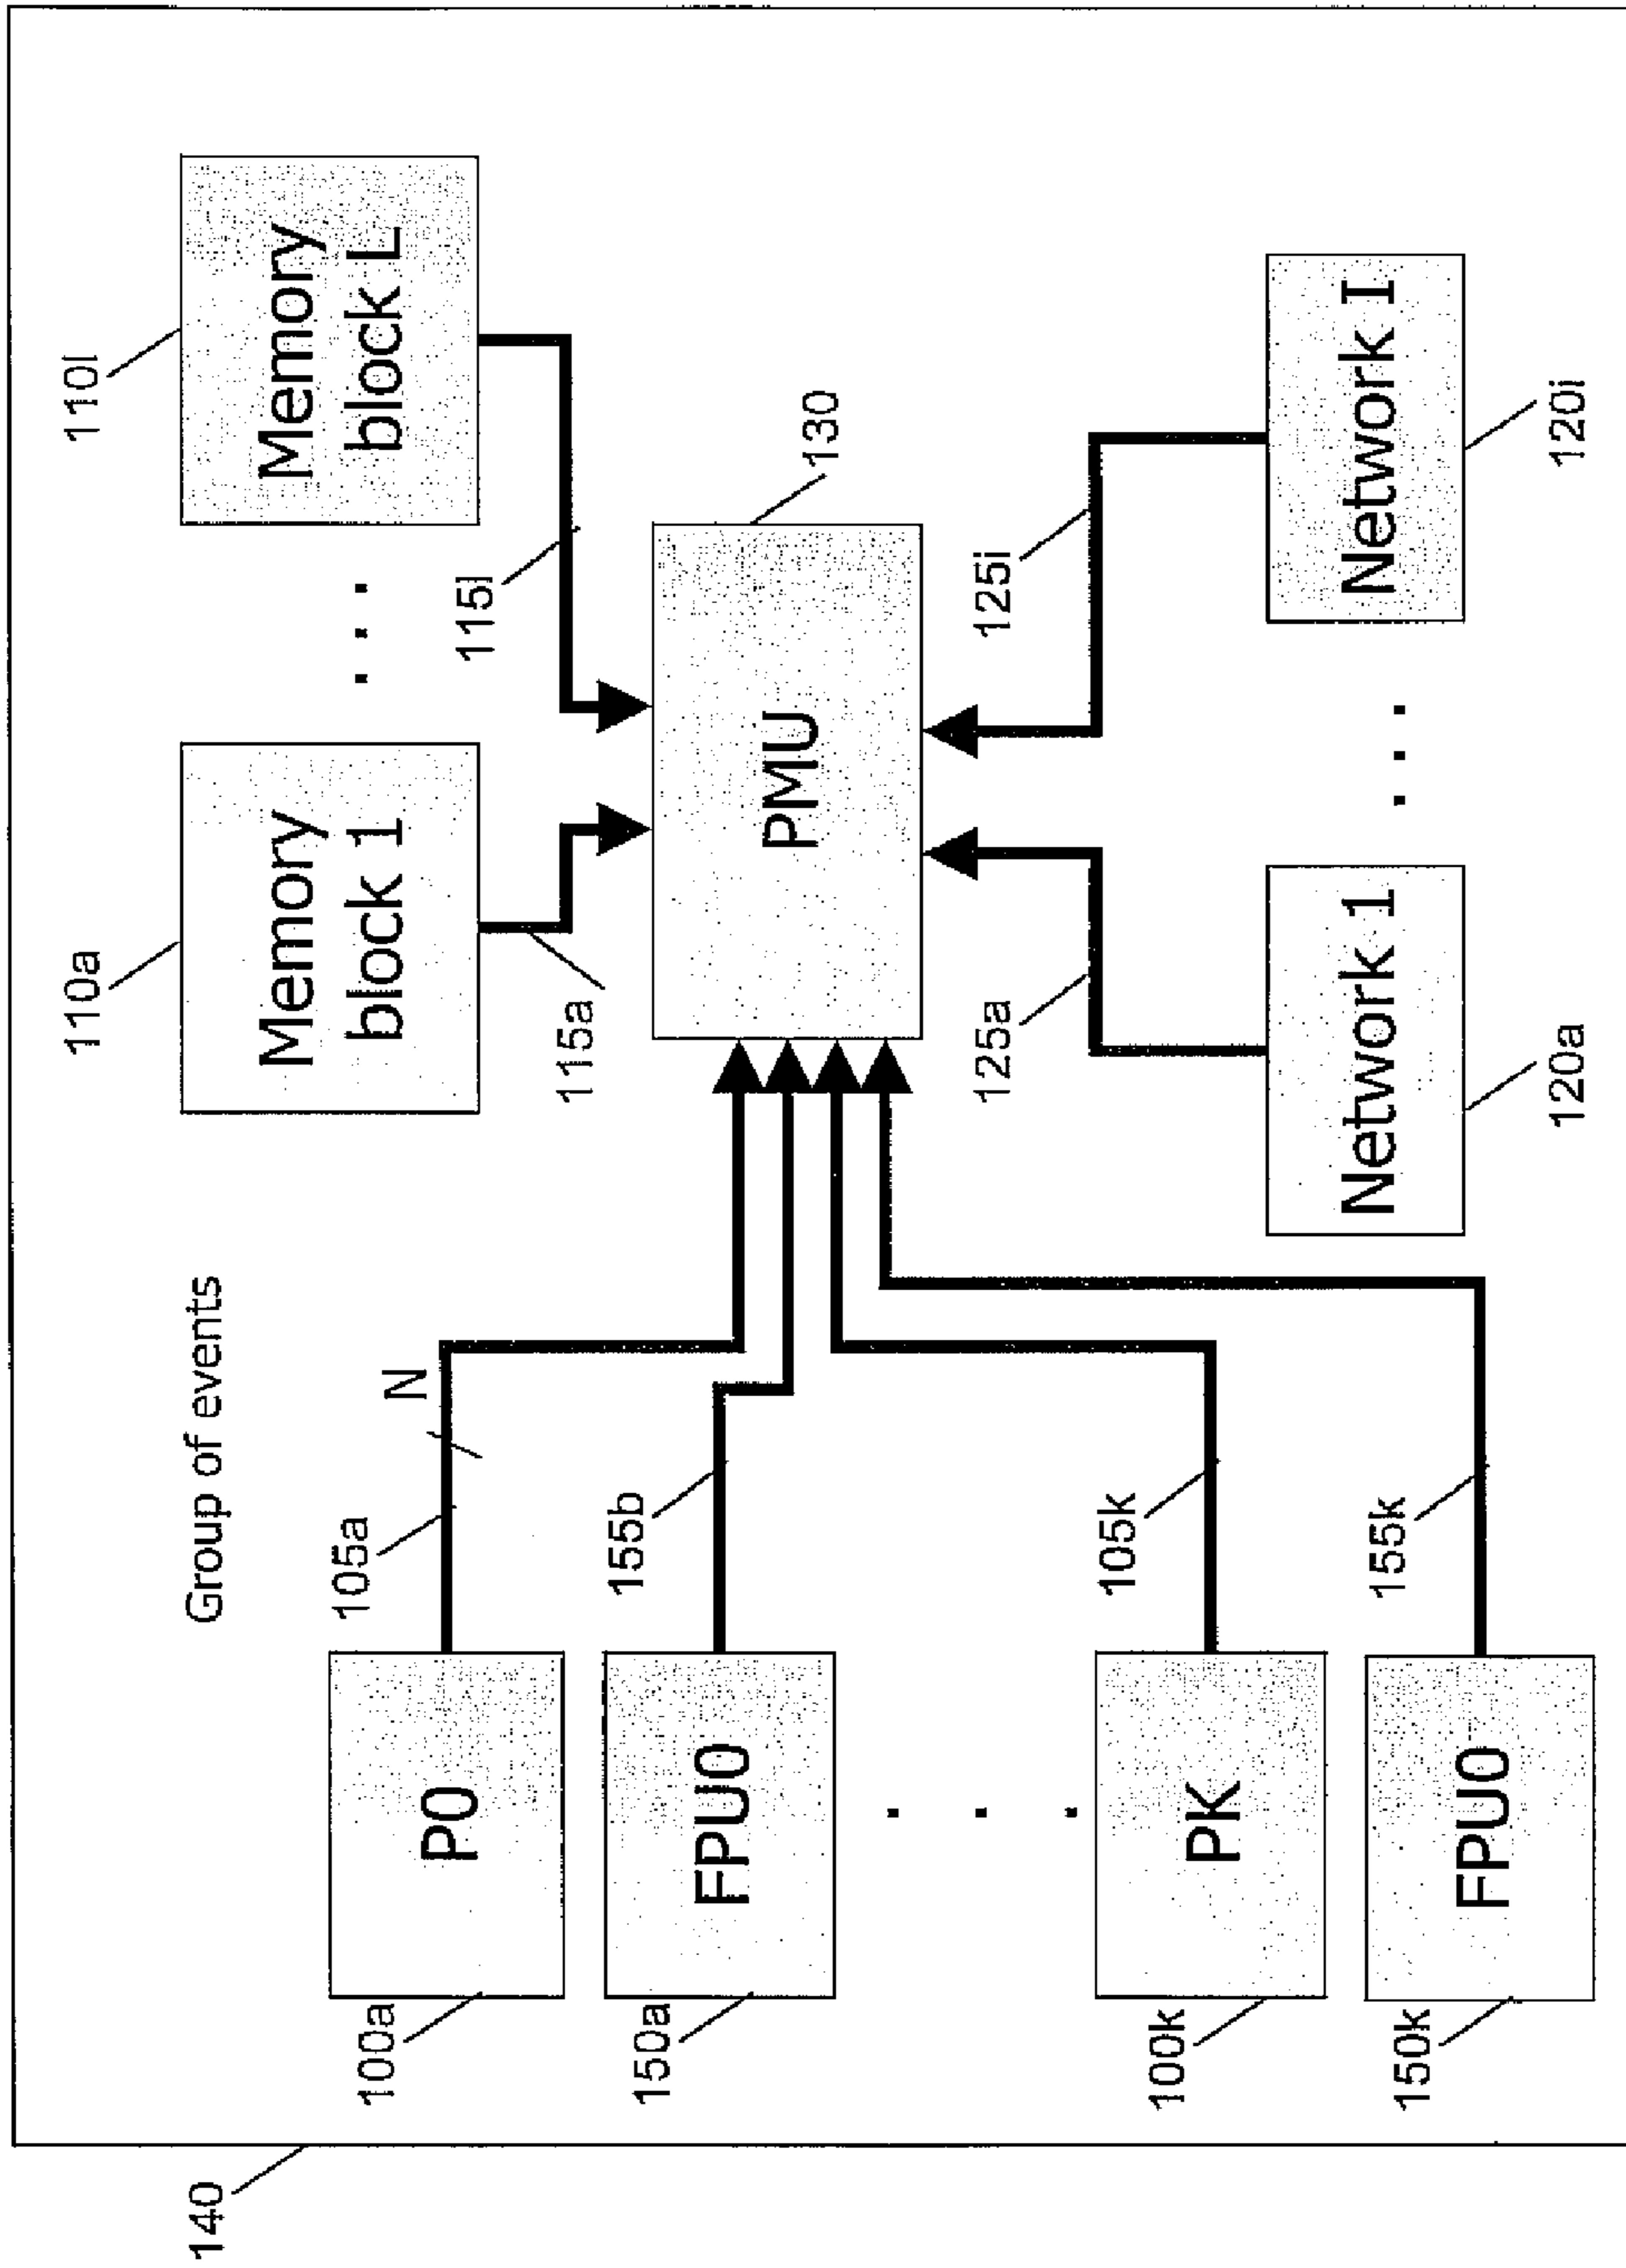 140
Group of events
100a
P0
105a
N
150a
FPU0
155b
100k
PK
105k
150k
FPU0
155k
110a
Memory
block 1
115a
110l
Memory
block L
115l
. . .
PMU
130
125a
125i
Network 1
120a
. . .
Network I
120i
. . .